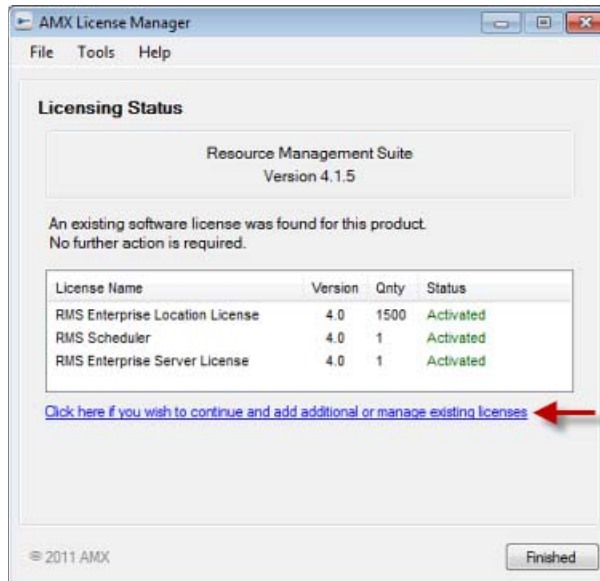 AMX License Manager
File Tools Help
Licensing Status
Resource Management Suite
Version 4.1.5
An existing software license was found for this product.
No further action is required.
License Name Version Qnty Status
RMS Enterprise Location License 4.0 1500 Activated
RMS Scheduler 4.0 1 Activated
RMS Enterprise Server License 4.0 1 Activated
Click here if you wish to continue and add additional or manage existing licenses
© 2011 AMX Finished